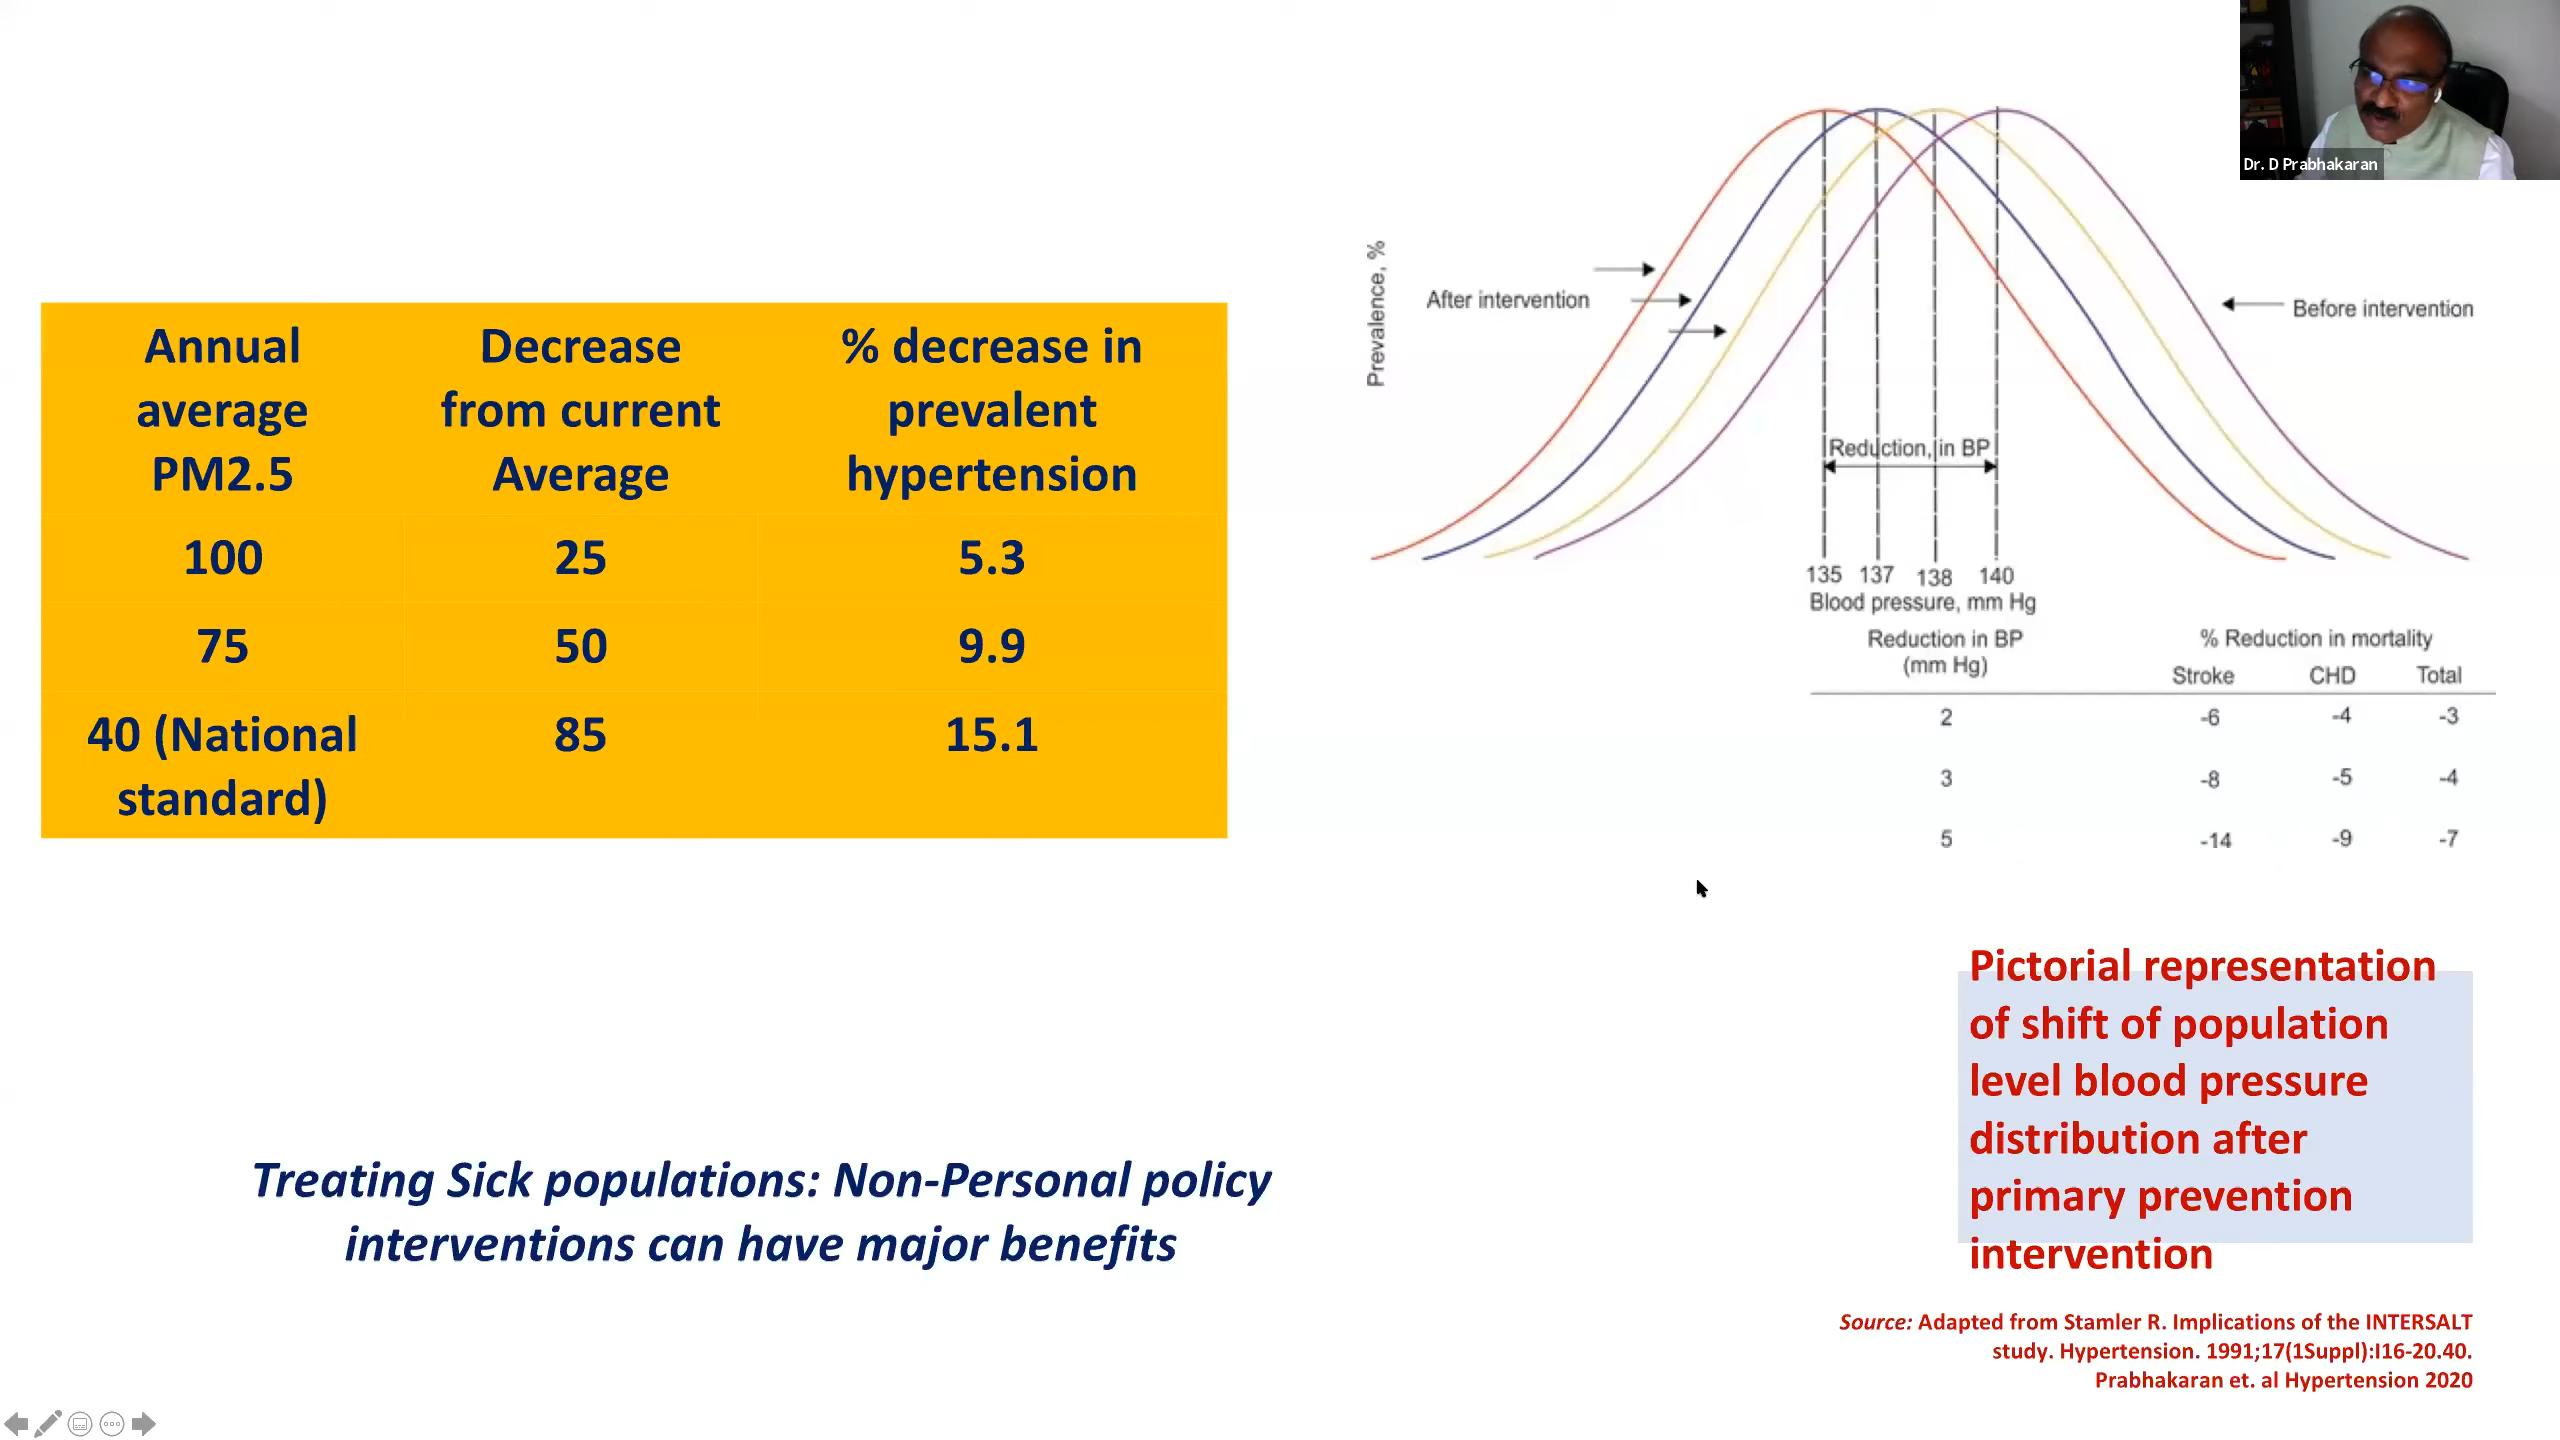 Dr. D Prabhakaran
Annual
average
PM2.5
Decrease
from current
Average
% decrease in
prevalent
hypertension
100
25
5.3
75
50
9.9
40 (National
standard)
85
15.1
Treating Sick populations: Non-Personal policy
interventions can have major benefits
Prevalence, %
After intervention
Before intervention
Reduction, in BP
135 137 138 140
Blood pressure, mm Hg
Reduction in BP
(mm Hg)
% Reduction in mortality
Stroke CHD Total
2 -6 -4 -3
3 -8 -5 -4
5 -14 -9 -7
Pictorial representation
of shift of population
level blood pressure
distribution after
primary prevention
intervention
Source: Adapted from Stamler R. Implications of the INTERSALT
study. Hypertension. 1991;17(1Suppl):I16-20.40.
Prabhakaran et. al Hypertension 2020